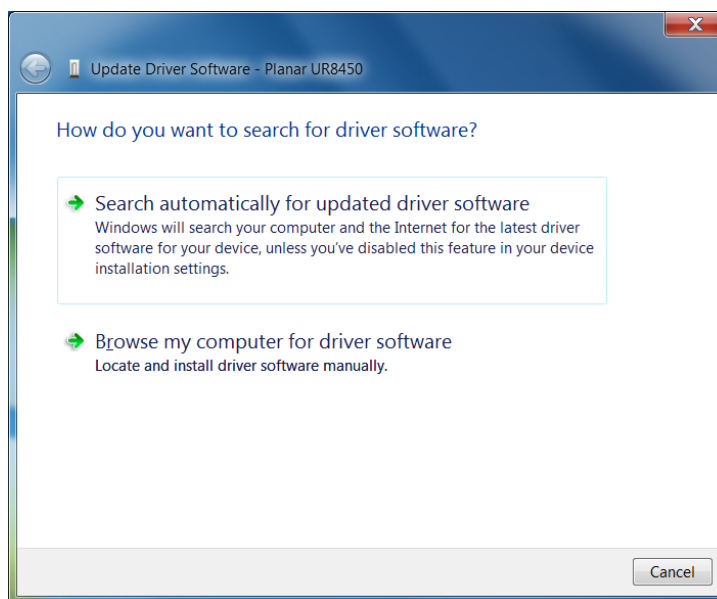 Update Driver Software - Planar UR8450
How do you want to search for driver software?
Search automatically for updated driver software
Windows will search your computer and the Internet for the latest driver
software for your device, unless you've disabled this feature in your device
installation settings.
Browse my computer for driver software
Locate and install driver software manually.
Cancel